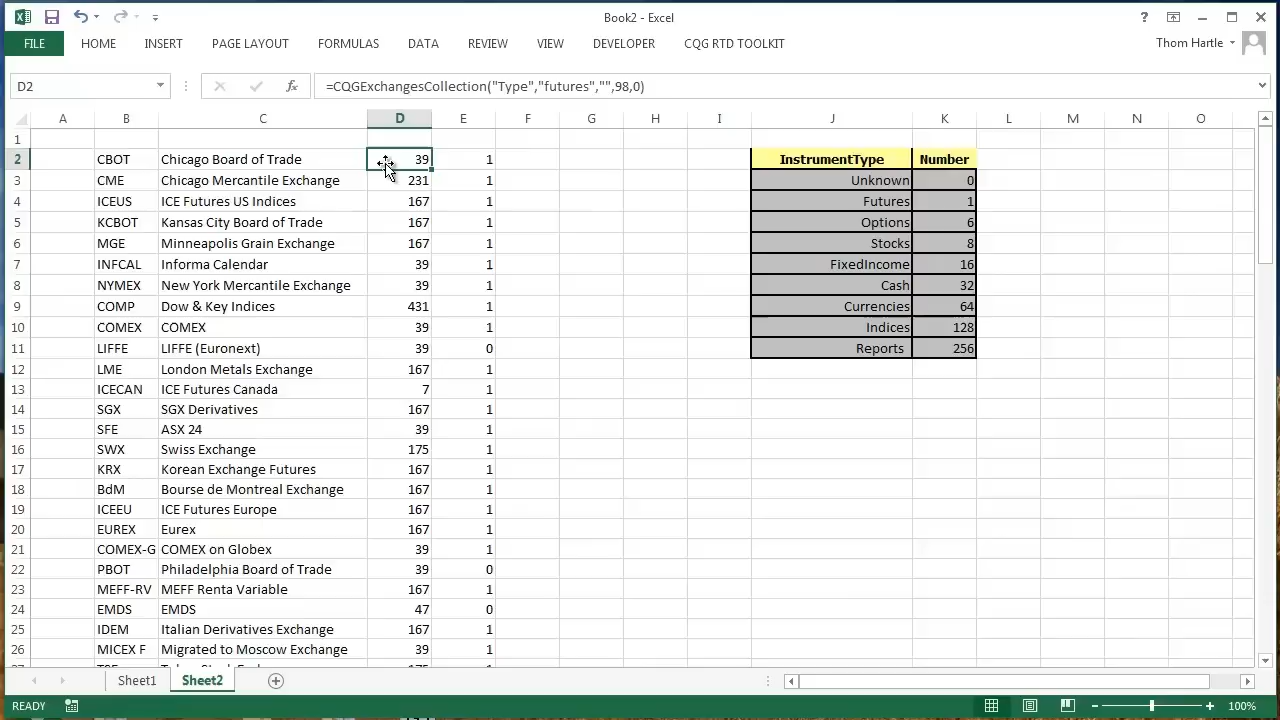 Book2 - Excel
FILE HOME INSERT PAGE LAYOUT FORMULAS DATA REVIEW VIEW DEVELOPER CQG RTD TOOLKIT Thom Hartle
D2 fx =CQGExchangesCollection("Type","futures","",98,0)
A B C D E F G H I J K L M N O
1
2 CBOT Chicago Board of Trade 39 1 InstrumentType Number
3 CME Chicago Mercantile Exchange 231 1 Unknown 0
4 ICEUS ICE Futures US Indices 167 1 Futures 1
5 KCBOT Kansas City Board of Trade 167 1 Options 6
6 MGE Minneapolis Grain Exchange 167 1 Stocks 8
7 INFCAL Informa Calendar 39 1 FixedIncome 16
8 NYMEX New York Mercantile Exchange 39 1 Cash 32
9 COMP Dow & Key Indices 431 1 Currencies 64
10 COMEX COMEX 39 1 Indices 128
11 LIFFE LIFFE (Euronext) 39 0 Reports 256
12 LME London Metals Exchange 167 1
13 ICECAN ICE Futures Canada 7 1
14 SGX SGX Derivatives 167 1
15 SFE ASX 24 39 1
16 SWX Swiss Exchange 175 1
17 KRX Korean Exchange Futures 167 1
18 BdM Bourse de Montreal Exchange 167 1
19 ICEEU ICE Futures Europe 167 1
20 EUREX Eurex 167 1
21 COMEX-G COMEX on Globex 39 1
22 PBOT Philadelphia Board of Trade 39 0
23 MEFF-RV MEFF Renta Variable 167 1
24 EMDS EMDS 47 0
25 IDEM Italian Derivatives Exchange 167 1
26 MICEX F Migrated to Moscow Exchange 39 1
Sheet1 Sheet2
READY 100%